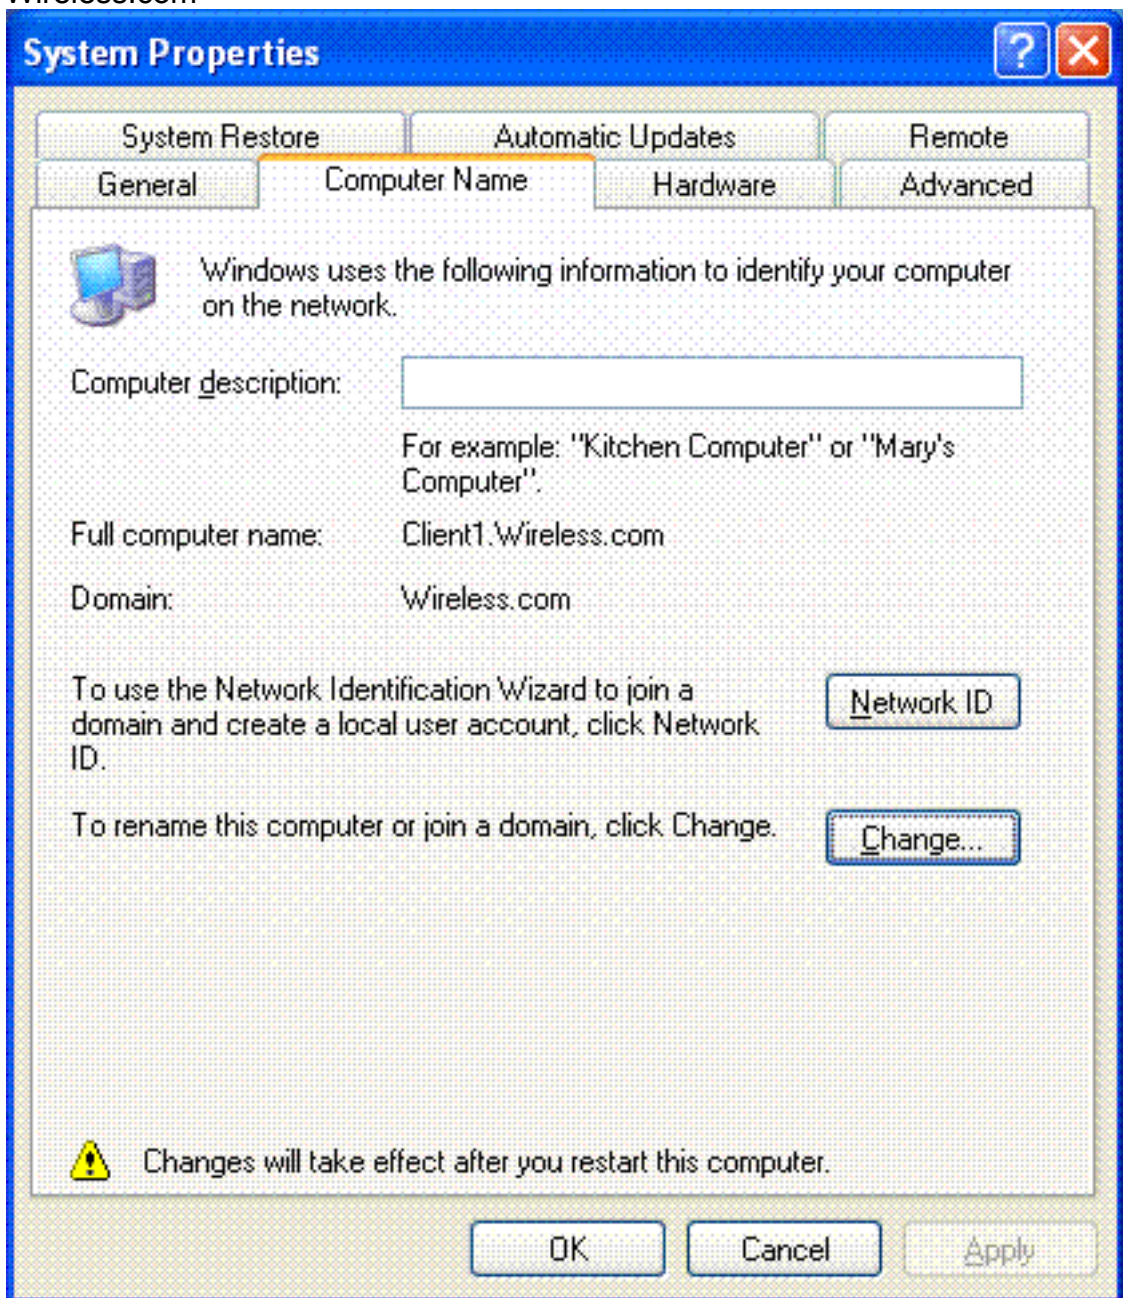 Wireless.com
System Properties
System Restore Automatic Updates Remote
General Computer Name Hardware Advanced
Windows uses the following information to identify your computer
on the network.
Computer description:
For example: "Kitchen Computer" or "Mary's
Computer".
Full computer name: Client1.Wireless.com
Domain: Wireless.com
To use the Network Identification Wizard to join a
domain and create a local user account, click Network
ID.
Network ID
To rename this computer or join a domain, click Change.
Change...
Changes will take effect after you restart this computer.
OK Cancel Apply